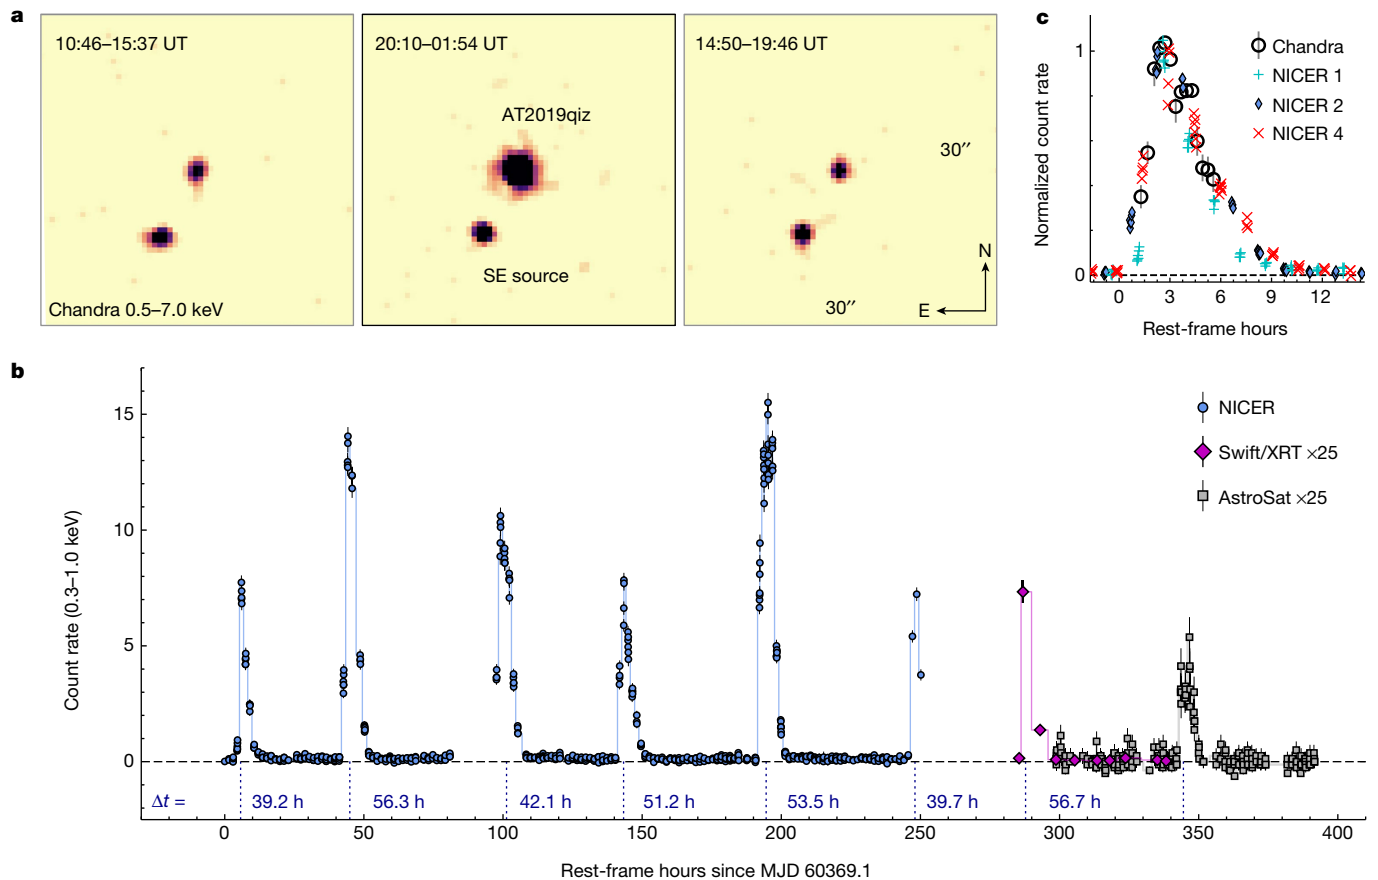 a
10:46–15:37 UT
Chandra 0.5–7.0 keV
20:10–01:54 UT
AT2019qiz
SE source
14:50–19:46 UT
30′′
30′′
N
E
c
Normalized count rate
1
0
Chandra
NICER 1
NICER 2
NICER 4
0 3 6 9 12
Rest-frame hours
b
Count rate (0.3–1.0 keV)
15
10
5
0
NICER
Swift/XRT ×25
AstroSat ×25
Δt = 39.2 h 56.3 h 42.1 h 51.2 h 53.5 h 39.7 h 56.7 h
0 50 100 150 200 250 300 350 400
Rest-frame hours since MJD 60369.1